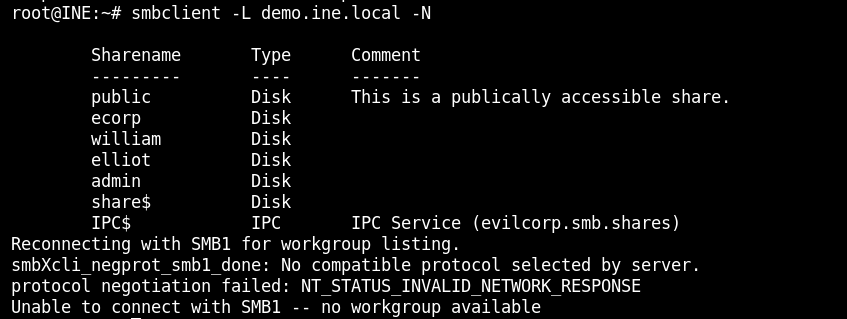 root@INE:~# smbclient -L demo.ine.local -N
Sharename Type Comment
--------- ---- -------
public Disk This is a publically accessible share.
ecorp Disk
william Disk
elliot Disk
admin Disk
share$ Disk
IPC$ IPC IPC Service (evilcorp.smb.shares)
Reconnecting with SMB1 for workgroup listing.
smbXcli_negprot_smb1_done: No compatible protocol selected by server.
protocol negotiation failed: NT_STATUS_INVALID_NETWORK_RESPONSE
Unable to connect with SMB1 -- no workgroup available